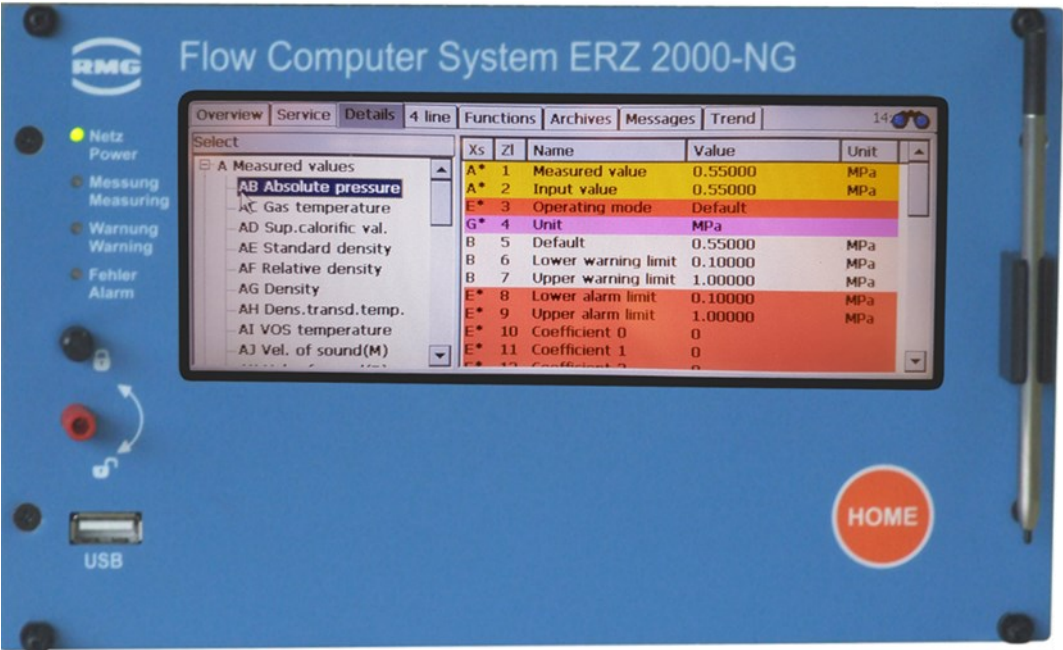 RMG
Flow Computer System ERZ 2000-NG
Overview Service Details 4 line Functions Archives Messages Trend 14:
Netz
Power
Messung
Measuring
Warnung
Warning
Fehler
Alarm
USB
Select
A Measured values
AB Absolute pressure
AC Gas temperature
AD Sup.calorific val.
AE Standard density
AF Relative density
AG Density
AH Dens.transd.temp.
AI VOS temperature
AJ Vel. of sound(M)
Xs Zl Name Value Unit
A* 1 Measured value 0.55000 MPa
A* 2 Input value 0.55000 MPa
E* 3 Operating mode Default
G* 4 Unit MPa
B 5 Default 0.55000 MPa
B 6 Lower warning limit 0.10000 MPa
B 7 Upper warning limit 1.00000 MPa
E* 8 Lower alarm limit 0.10000 MPa
E* 9 Upper alarm limit 1.00000 MPa
E* 10 Coefficient 0 0
E* 11 Coefficient 1 0
E* 12 Coefficient 2 0
HOME